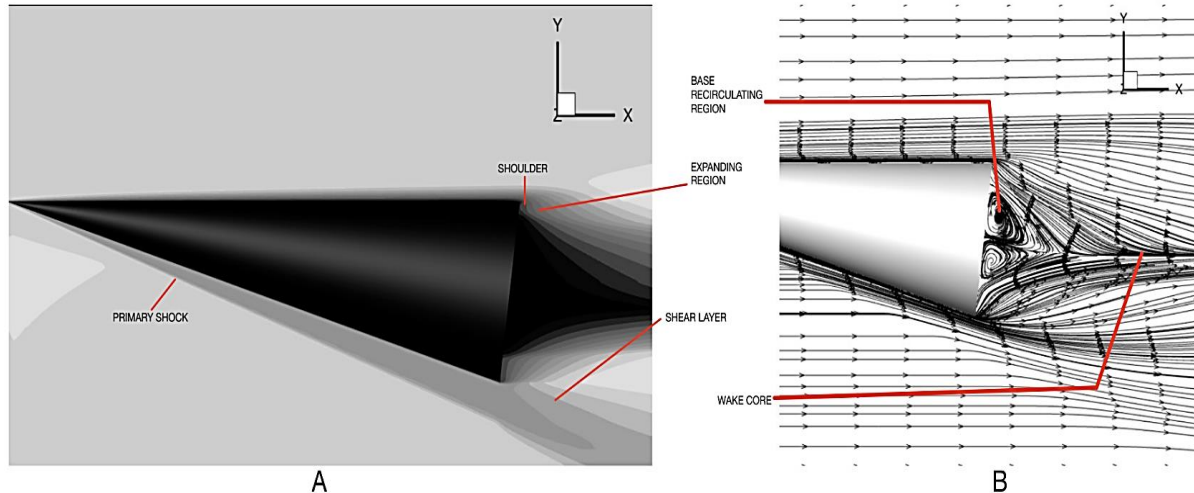 Y
Z
X
SHOULDER
EXPANDING
REGION
PRIMARY SHOCK
SHEAR LAYER
A
BASE
RECIRCULATING
REGION
Y
Z
X
WAKE CORE
B